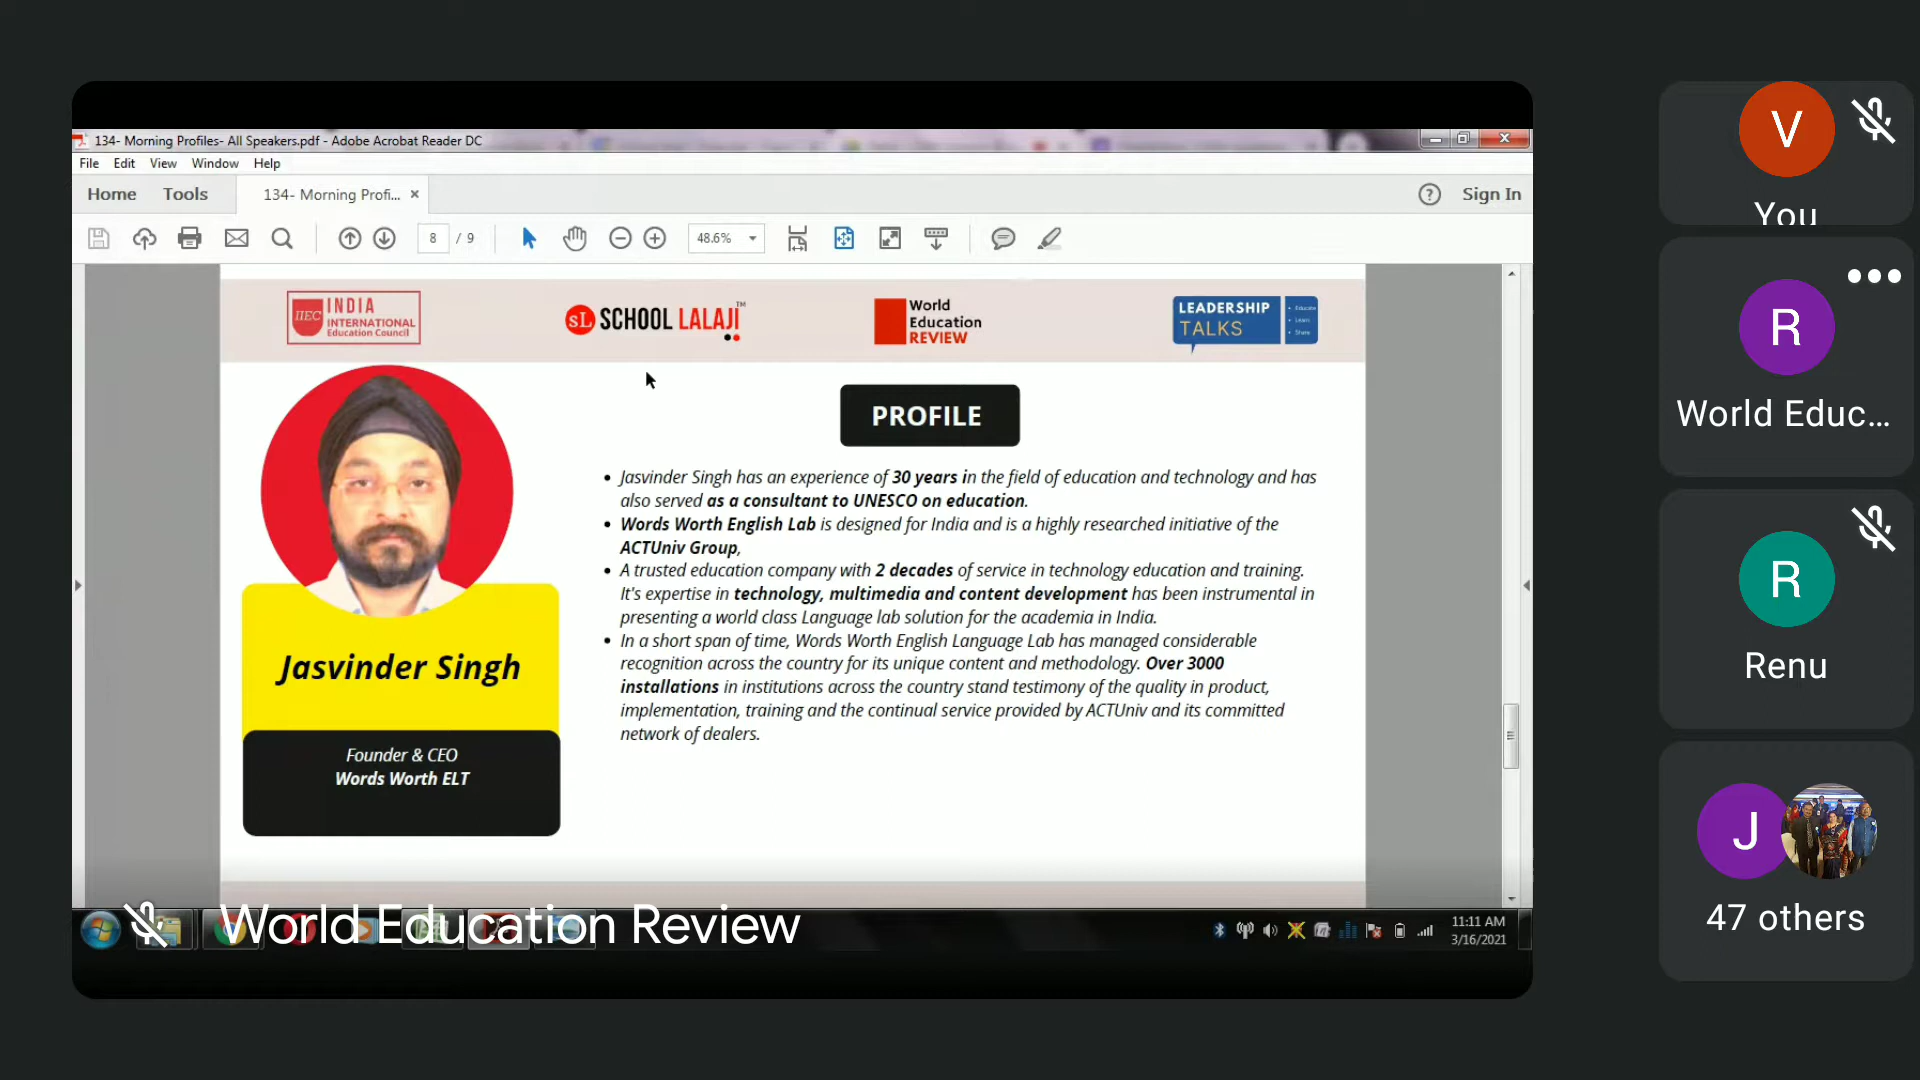 134- Morning Profiles- All Speakers.pdf - Adobe Acrobat Reader DC
File Edit View Window Help
Home Tools 134- Morning Profi... × Sign In
8 / 9 48.6%
IIEC INDIA INTERNATIONAL Education Council
sL SCHOOL LALAJI TM
World Education REVIEW
LEADERSHIP TALKS
• Educate
• Learn
• Share
PROFILE
• Jasvinder Singh has an experience of 30 years in the field of education and technology and has
also served as a consultant to UNESCO on education.
• Words Worth English Lab is designed for India and is a highly researched initiative of the
ACTUniv Group,
• A trusted education company with 2 decades of service in technology education and training.
It's expertise in technology, multimedia and content development has been instrumental in
presenting a world class Language lab solution for the academia in India.
• In a short span of time, Words Worth English Language Lab has managed considerable
recognition across the country for its unique content and methodology. Over 3000
installations in institutions across the country stand testimony of the quality in product,
implementation, training and the continual service provided by ACTUniv and its committed
network of dealers.
Jasvinder Singh
Founder & CEO
Words Worth ELT
World Education Review
11:11 AM
3/16/2021
V
You
R
World Educ...
R
Renu
J
47 others